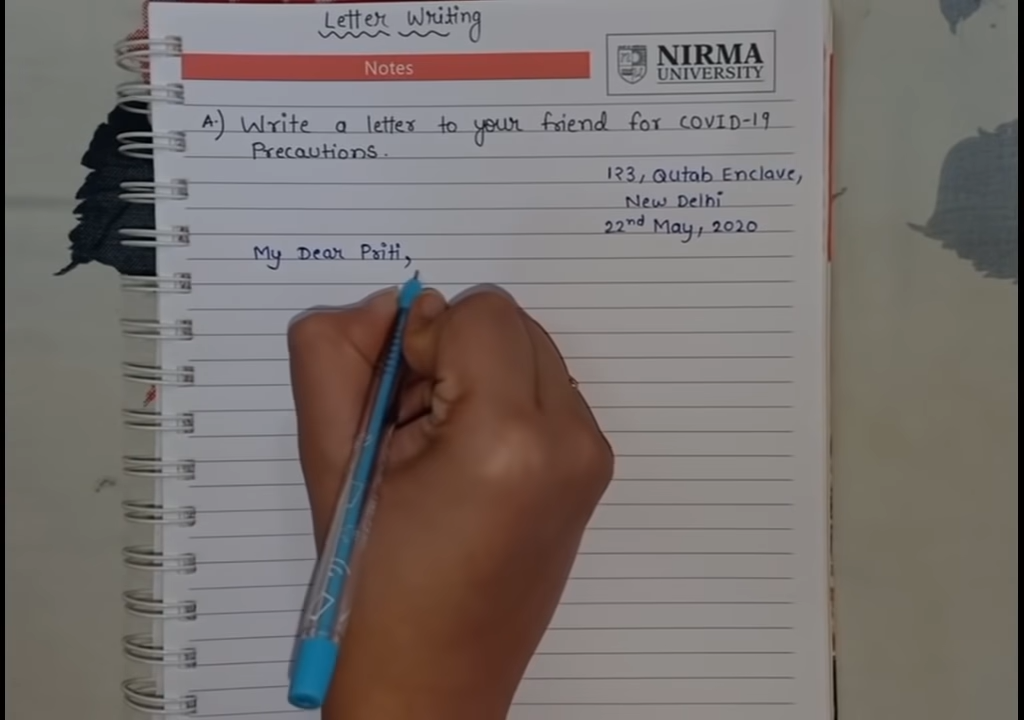 Letter Writing
Notes
NIRMA
UNIVERSITY
A.) Write a letter to your friend for COVID-19
Precautions.
123, Qutab Enclave,
New Delhi
22nd May, 2020
My Dear Priti,